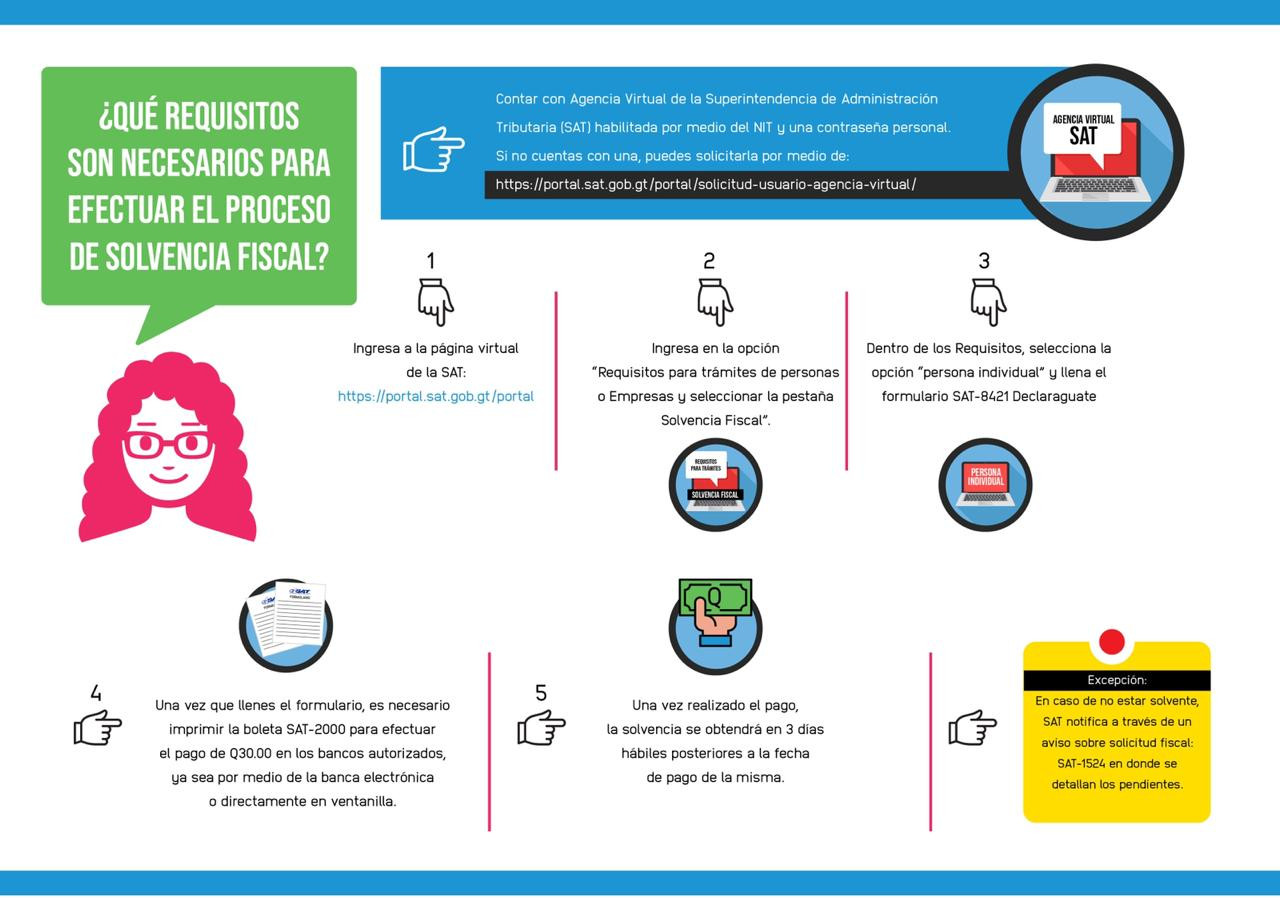 ¿QUÉ REQUISITOS
SON NECESARIOS PARA
EFECTUAR EL PROCESO
DE SOLVENCIA FISCAL?
Contar con Agencia Virtual de la Superintendencia de Administración
Tributaria (SAT) habilitada por medio del NIT y una contraseña personal.
Si no cuentas con una, puedes solicitarla por medio de:
https://portal.sat.gob.gt/portal/solicitud-usuario-agencia-virtual/
AGENCIA VIRTUAL
SAT
1
Ingresa a la página virtual
de la SAT:
https://portal.sat.gob.gt/portal
2
Ingresa en la opción
“Requisitos para trámites de personas
o Empresas y seleccionar la pestaña
Solvencia Fiscal”.
REQUISITOS
PARA TRÁMITES
SOLVENCIA FISCAL
3
Dentro de los Requisitos, selecciona la
opción “persona individual” y llena el
formulario SAT-8421 Declaraguate
PERSONA
INDIVIDUAL
SAT
FORMULARIO
4
Una vez que llenes el formulario, es necesario
imprimir la boleta SAT-2000 para efectuar
el pago de Q30.00 en los bancos autorizados,
ya sea por medio de la banca electrónica
o directamente en ventanilla.
Q
5
Una vez realizado el pago,
la solvencia se obtendrá en 3 días
hábiles posteriores a la fecha
de pago de la misma.
Excepción:
En caso de no estar solvente,
SAT notifica a través de un
aviso sobre solicitud fiscal:
SAT-1524 en donde se
detallan los pendientes.